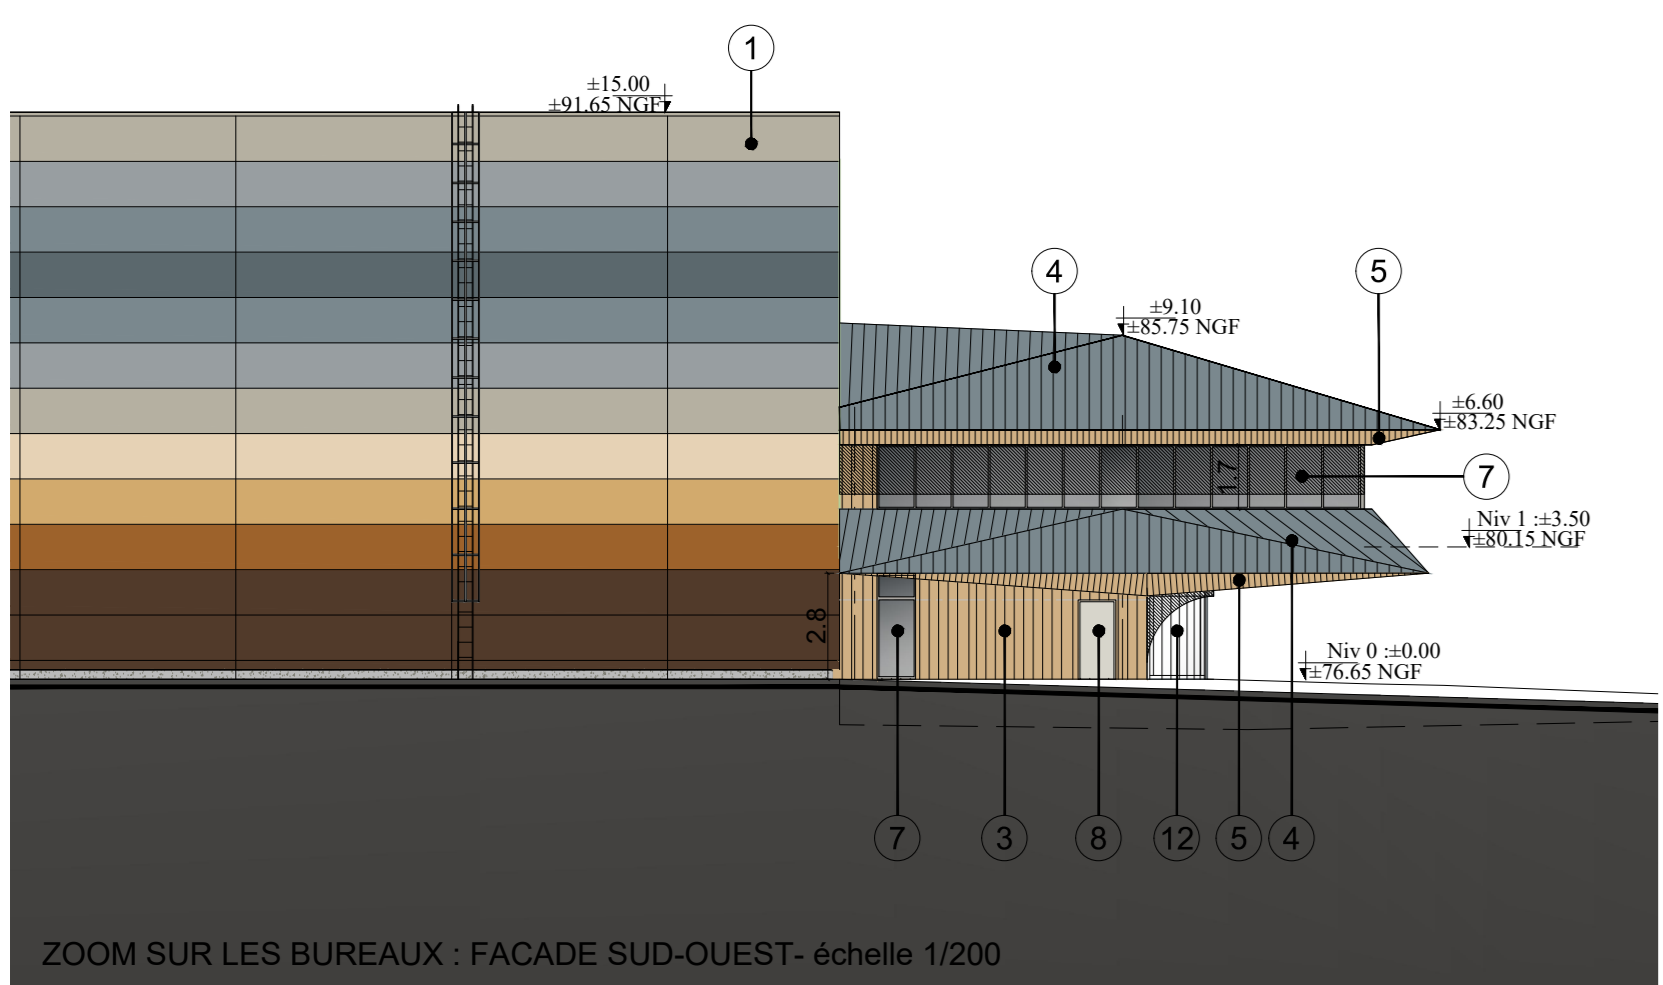 1
±15.00
±91.65 NGF
4
5
±9.10
±85.75 NGF
±6.60
±83.25 NGF
1.7
7
Niv 1 :±3.50
±80.15 NGF
2.8
Niv 0 :±0.00
±76.65 NGF
7
3
8
12
5
4
ZOOM SUR LES BUREAUX : FACADE SUD-OUEST- échelle 1/200